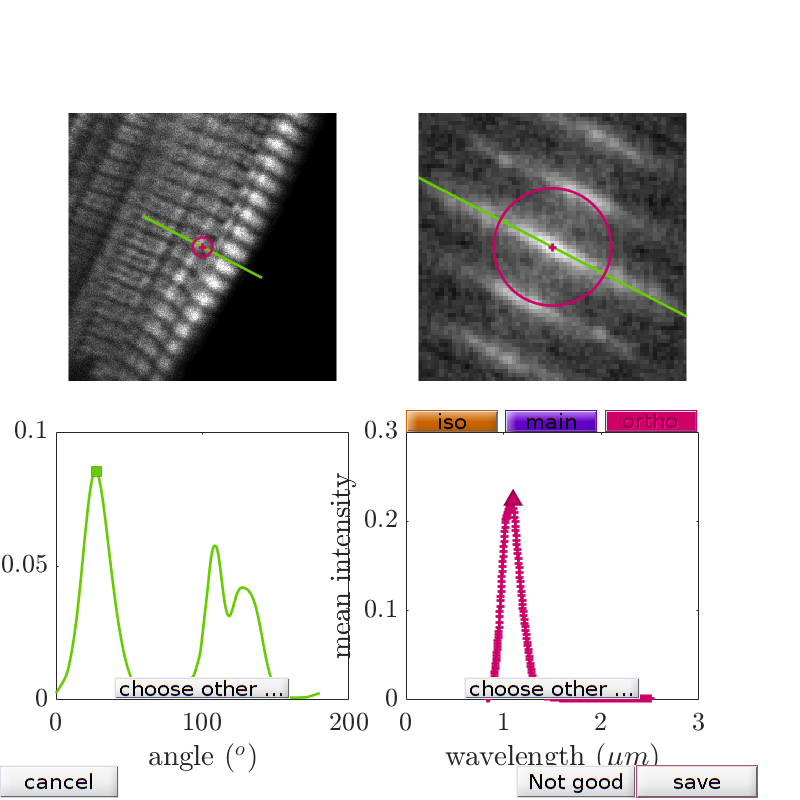 iso main ortho
0.1
0.05
0
0 100 200
angle (°)
choose other ...
0.3
0.2
0.1
0
0 1 2 3
mean intensity
wavelength (μm)
choose other ...
cancel
Not good
save